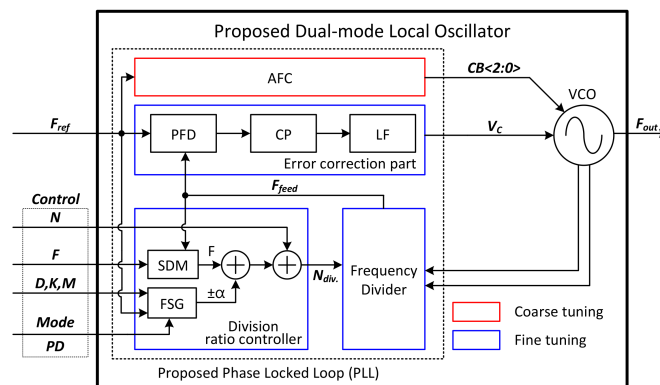 Proposed Dual-mode Local Oscillator
AFC
CB<2:0>
VCO
F_ref
PFD
CP
LF
V_C
F_out
Error correction part
F_feed
Control
N
F
SDM
F
N_div.
Frequency
Divider
D,K,M
FSG
±α
Mode
Division
ratio controller
PD
Coarse tuning
Fine tuning
Proposed Phase Locked Loop (PLL)